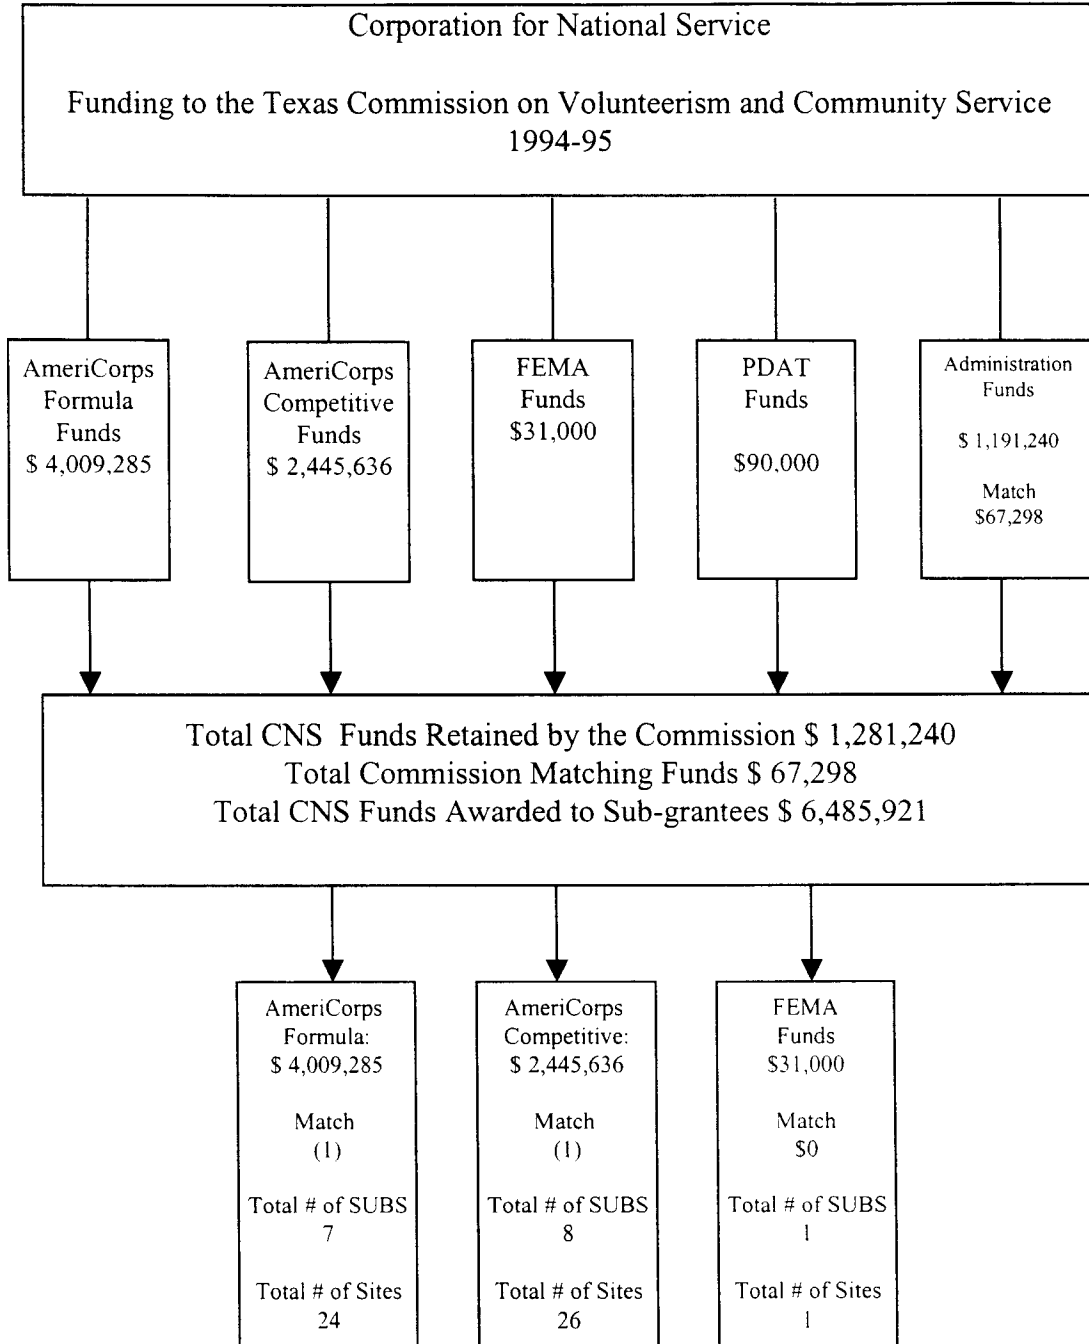 Corporation for National Service
Funding to the Texas Commission on Volunteerism and Community Service
1994-95
AmeriCorps
Formula
Funds
$ 4,009,285
AmeriCorps
Competitive
Funds
$ 2,445,636
FEMA
Funds
$31,000
PDAT
Funds
$90,000
Administration
Funds
$ 1,191,240
Match
$67,298
Total CNS Funds Retained by the Commission $ 1,281,240
Total Commission Matching Funds $ 67,298
Total CNS Funds Awarded to Sub-grantees $ 6,485,921
AmeriCorps
Formula:
$ 4,009,285
Match
(1)
Total # of SUBS
7
Total # of Sites
24
AmeriCorps
Competitive:
$ 2,445,636
Match
(1)
Total # of SUBS
8
Total # of Sites
26
FEMA
Funds
$31,000
Match
$0
Total # of SUBS
1
Total # of Sites
1